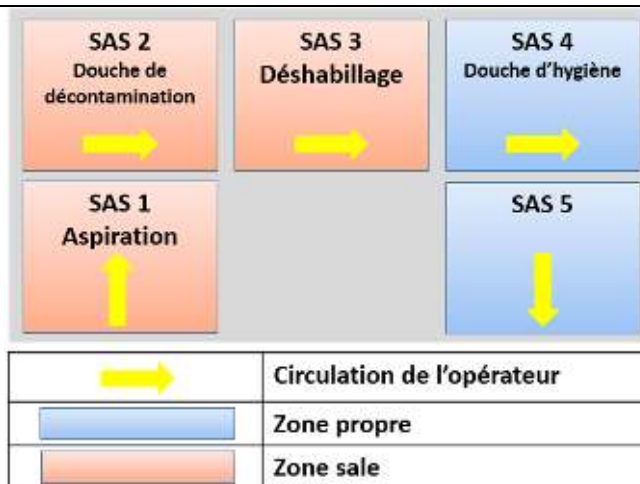 SAS 2
Douche de
décontamination
SAS 3
Déshabillage
SAS 4
Douche d'hygiène
SAS 1
Aspiration
SAS 5
Circulation de l'opérateur
Zone propre
Zone sale